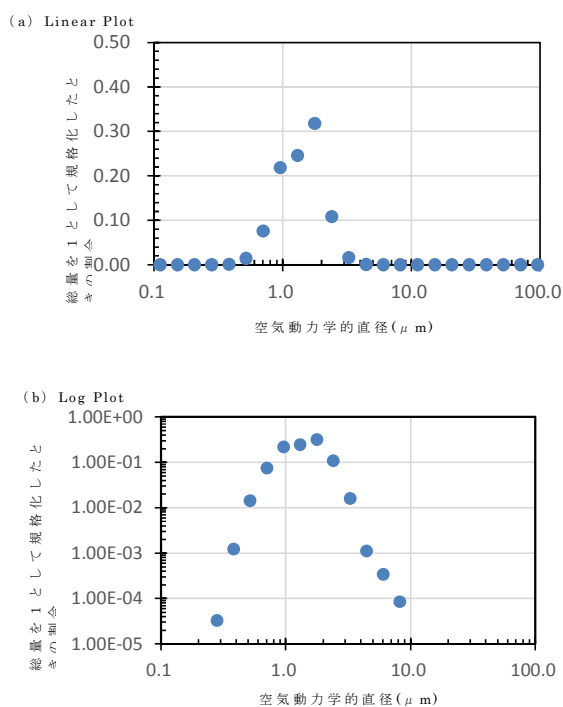 (a) Linear Plot
0.50
0.40
0.30
0.20
0.10
0.00
0.1 1.0 10.0 100.0
総量を1として規格化したと
きの割合
空気動力学的直径(μm)
(b) Log Plot
1.00E+00
1.00E-01
1.00E-02
1.00E-03
1.00E-04
1.00E-05
0.1 1.0 10.0 100.0
総量を1として規格化したと
きの割合
空気動力学的直径(μm)